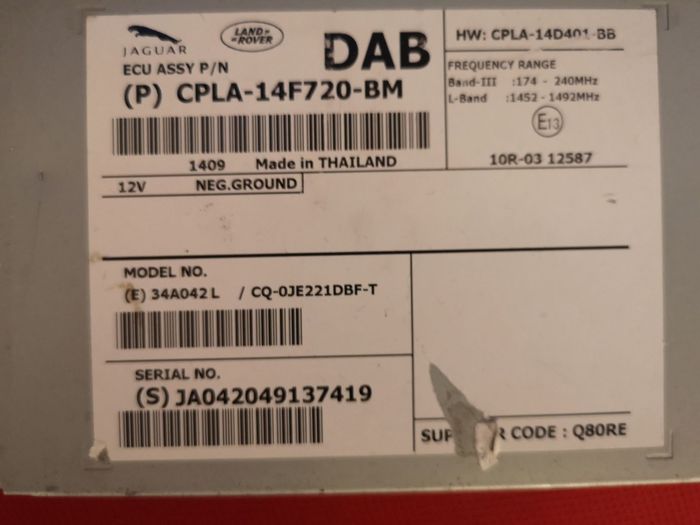 JAGUAR
LAND ROVER
DAB
HW: CPLA-14D401-BB
ECU ASSY P/N
(P) CPLA-14F720-BM
FREQUENCY RANGE
Band-III :174 - 240MHz
L-Band :1452 - 1492MHz
E13
10R-03 12587
1409 Made in THAILAND
12V NEG.GROUND
MODEL NO.
(E) 34A042L / CQ-0JE221DBF-T
SERIAL NO.
(S) JA042049137419
CODE : Q80RE